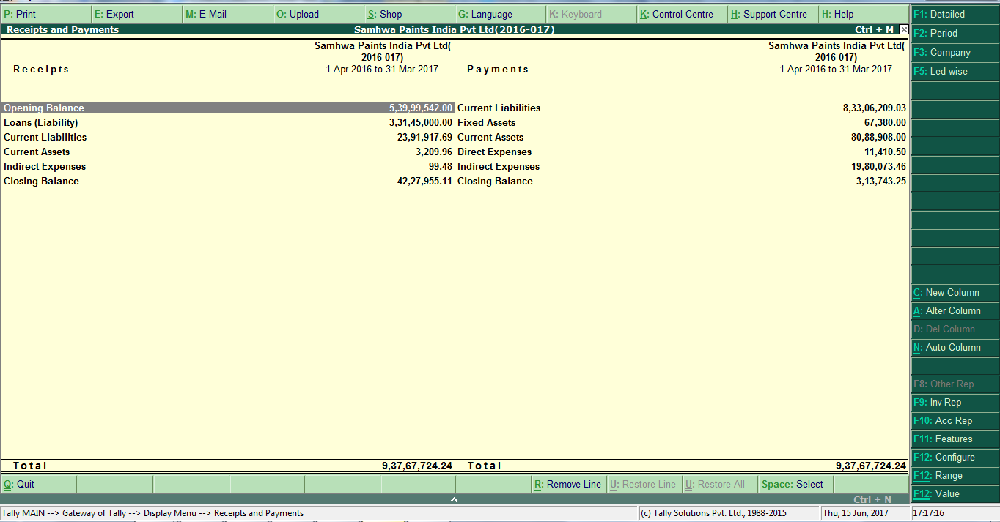 P: Print E: Export M: E-Mail O: Upload S: Shop G: Language K: Keyboard K: Control Centre H: Support Centre H: Help
Receipts and Payments Samhwa Paints India Pvt Ltd(2016-017) Ctrl + M
Samhwa Paints India Pvt Ltd(
2016-017)
Receipts 1-Apr-2016 to 31-Mar-2017
Opening Balance 5,39,99,542.00
Loans (Liability) 3,31,45,000.00
Current Liabilities 23,91,917.69
Current Assets 3,209.96
Indirect Expenses 99.48
Closing Balance 42,27,955.11
Total 9,37,67,724.24
Samhwa Paints India Pvt Ltd(
2016-017)
Payments 1-Apr-2016 to 31-Mar-2017
Current Liabilities 8,33,06,209.03
Fixed Assets 67,380.00
Current Assets 80,88,908.00
Direct Expenses 11,410.50
Indirect Expenses 19,80,073.46
Closing Balance 3,13,743.25
Total 9,37,67,724.24
F1: Detailed
F2: Period
F3: Company
F5: Led-wise
C: New Column
A: Alter Column
D: Del Column
N: Auto Column
F8: Other Rep
F9: Inv Rep
F10: Acc Rep
F11: Features
F12: Configure
F12: Range
F12: Value
Q: Quit R: Remove Line U: Restore Line U: Restore All Space: Select
Ctrl + N
Tally MAIN --> Gateway of Tally --> Display Menu --> Receipts and Payments (c) Tally Solutions Pvt. Ltd., 1988-2015 Thu, 15 Jun, 2017 17:17:16